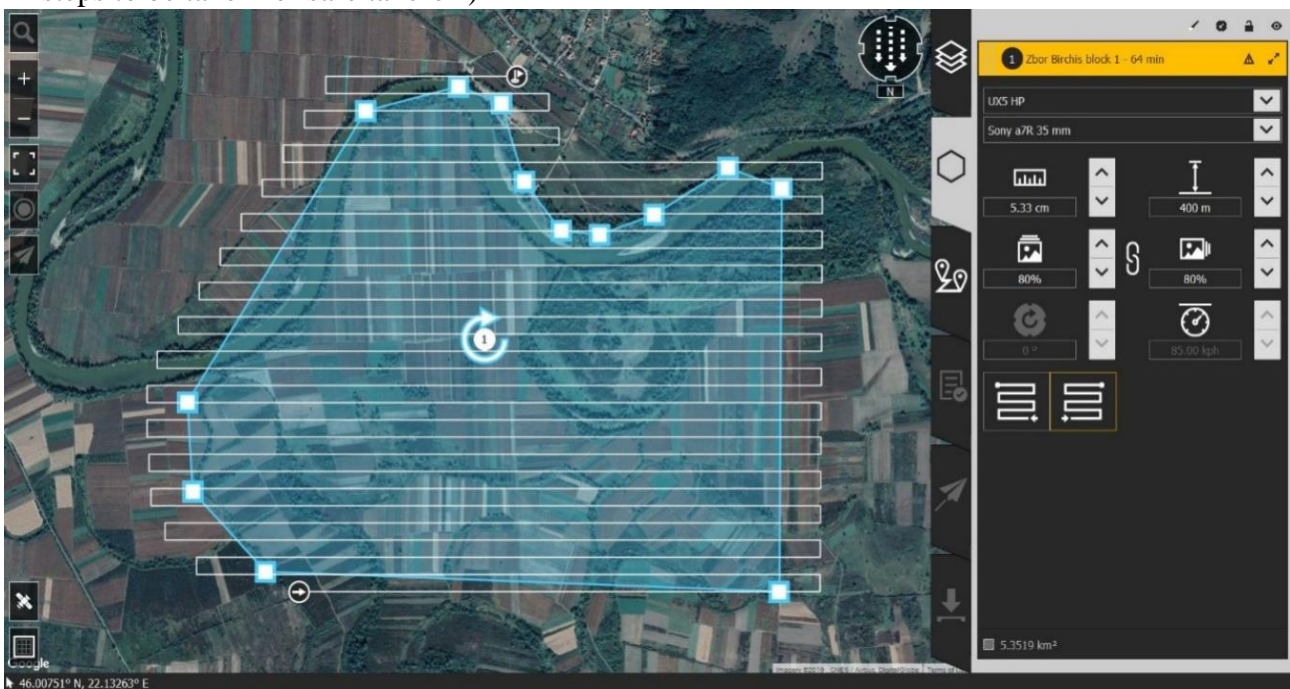 N
1 Zbor Birchis block 1 - 64 min
UX5 HP
Sony a7R 35 mm
5.33 cm 400 m
80% 80%
0 º 85.00 kph
1
5.3519 km²
Google
46.00751° N, 22.13263° E